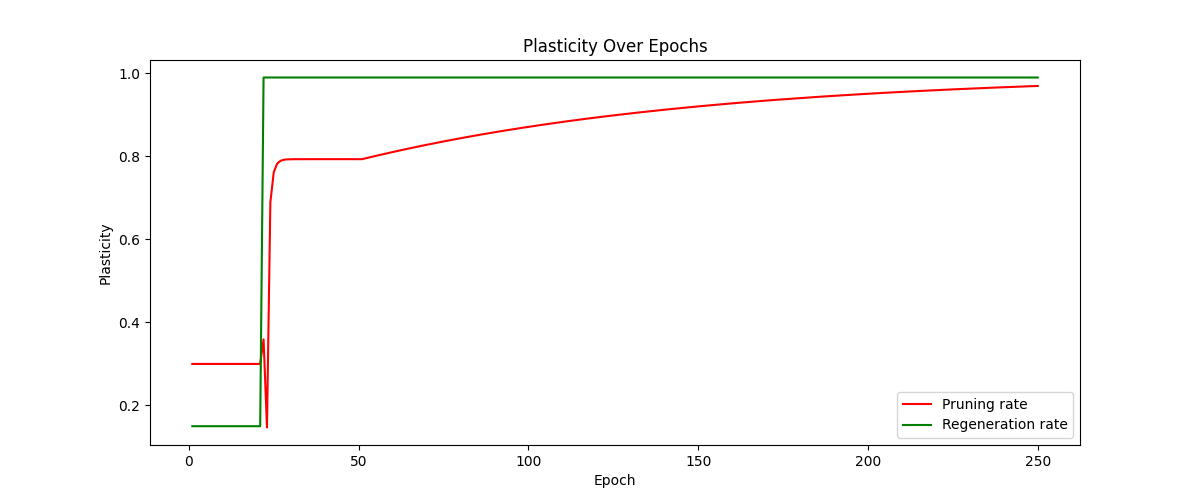 Plasticity Over Epochs
Plasticity
1.0
0.8
0.6
0.4
0.2
0
50
100
150
200
250
Epoch
Pruning rate
Regeneration rate